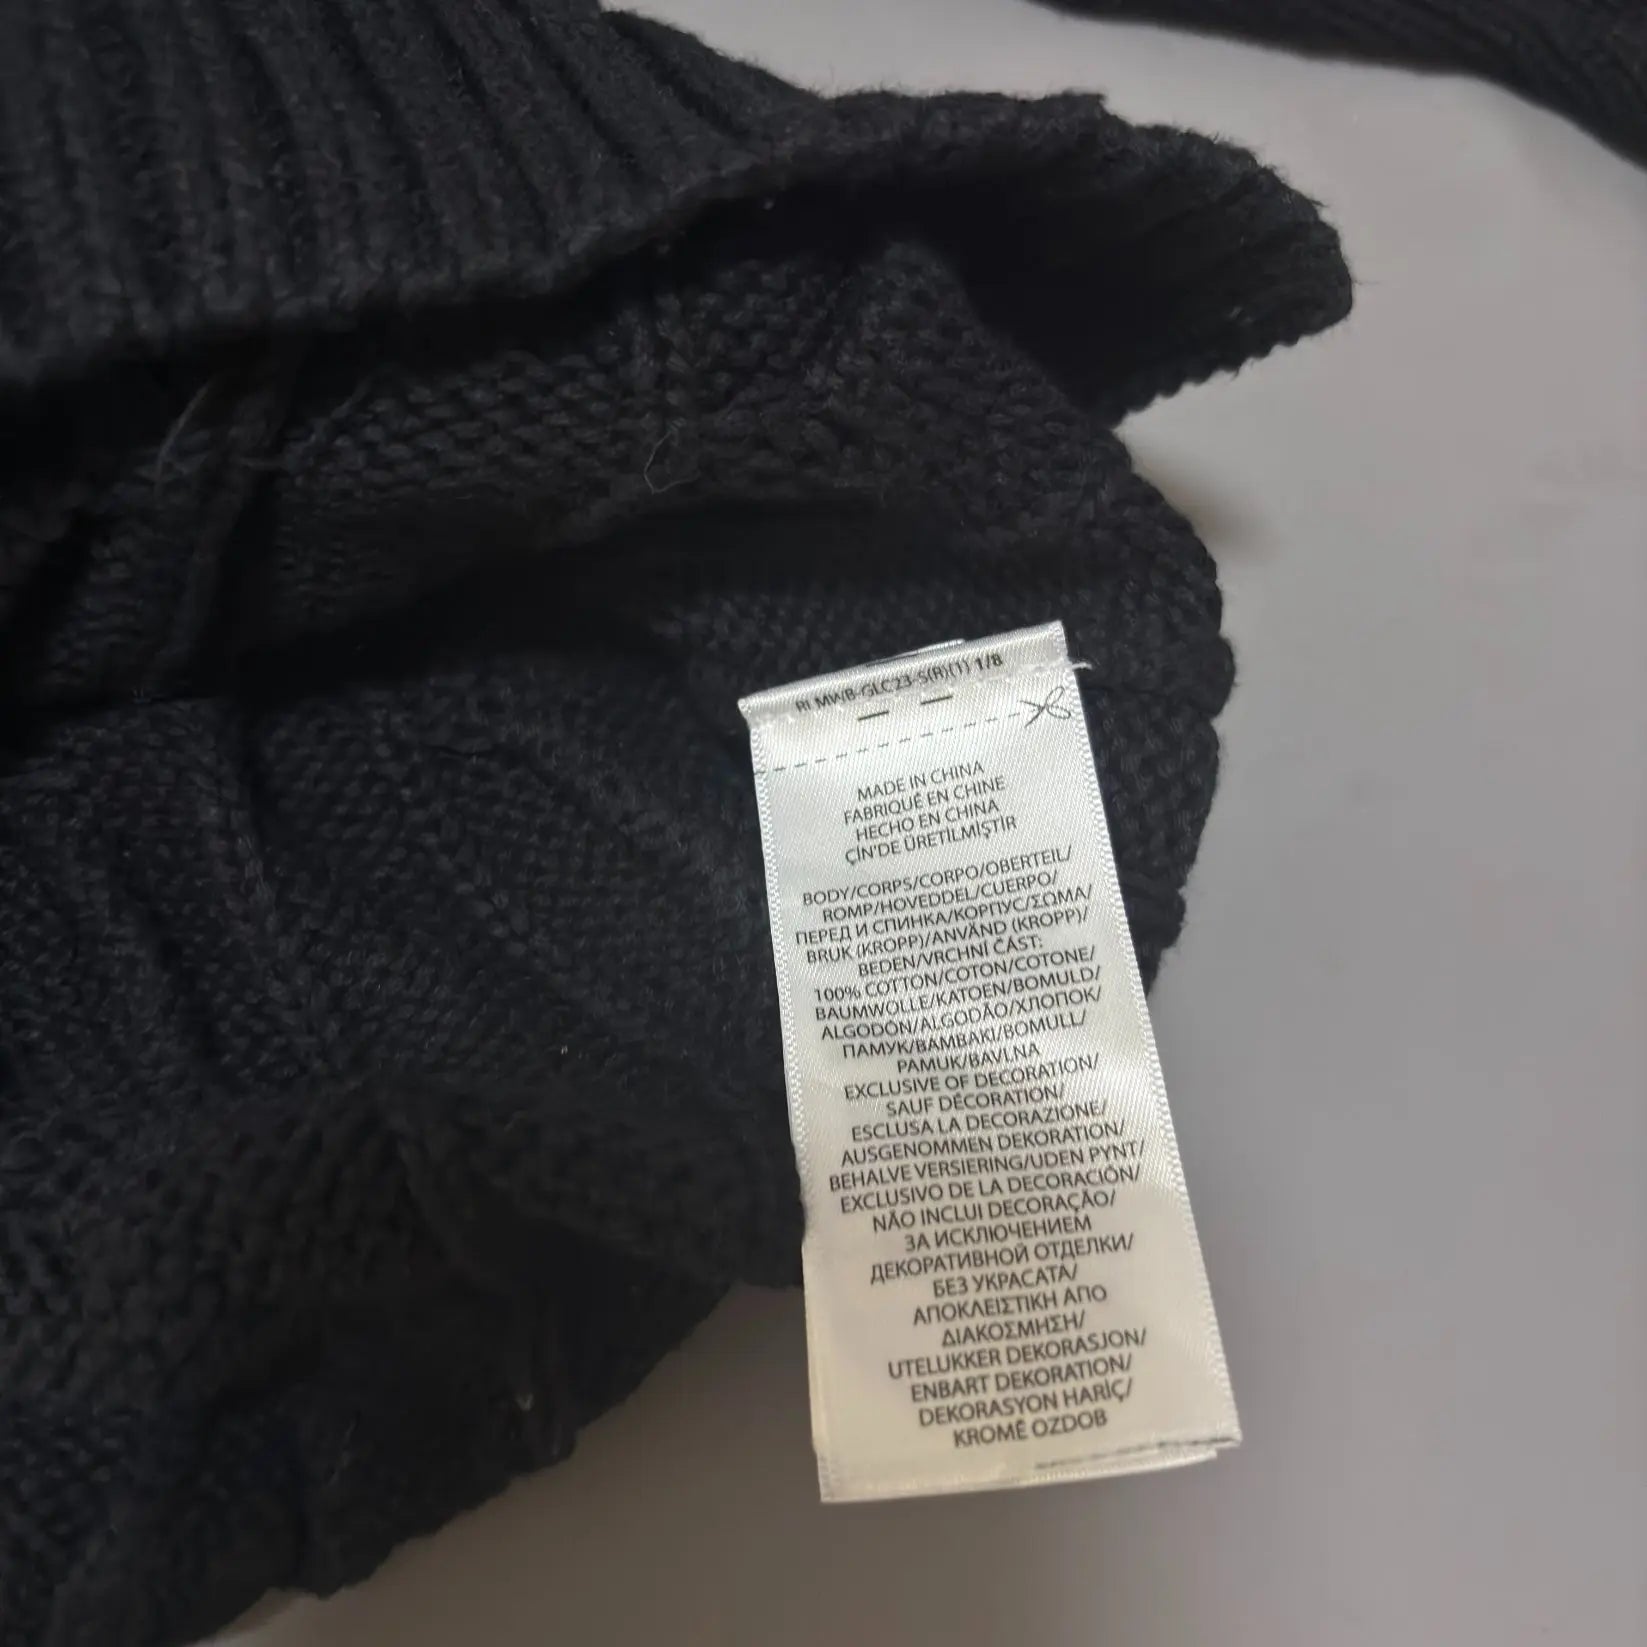 RI MWB-GLC23-S(R)(1) 1/8
MADE IN CHINA
FABRIQUÉ EN CHINE
HECHO EN CHINA
ÇİN'DE ÜRETİLMİŞTİR
BODY/CORPS/CORPO/OBERTEIL/
ROMP/HOVEDDEL/CUERPO/
ПЕРЕД И СПИНКА/КОРПУС/ΣΩΜΑ/
BRUK (KROPP)/ANVÄND (KROPP)/
BEDEN/VRCHNÍ ČÁST:
100% COTTON/COTON/COTONE/
BAUMWOLLE/KATOEN/BOMULD/
ALGODÓN/ALGODÃO/ХЛОПОК/
ПАМУК/ΒΑΜΒΑΚΙ/BOMULL/
PAMUK/BAVLNA
EXCLUSIVE OF DECORATION/
SAUF DÉCORATION/
ESCLUSA LA DECORAZIONE/
AUSGENOMMEN DEKORATION/
BEHALVE VERSIERING/UDEN PYNT/
EXCLUSIVO DE LA DECORACIÓN/
NÃO INCLUI DECORAÇÃO/
ЗА ИСКЛЮЧЕНИЕМ
ДЕКОРАТИВНОЙ ОТДЕЛКИ/
БЕЗ УКРАСАТА/
ΑΠΟΚΛΕΙΣΤΙΚΗ ΑΠΟ
ΔΙΑΚΟΣΜΗΣΗ/
UTELUKKER DEKORASJON/
ENBART DEKORATION/
DEKORASYON HARİÇ/
KROMĚ OZDOB